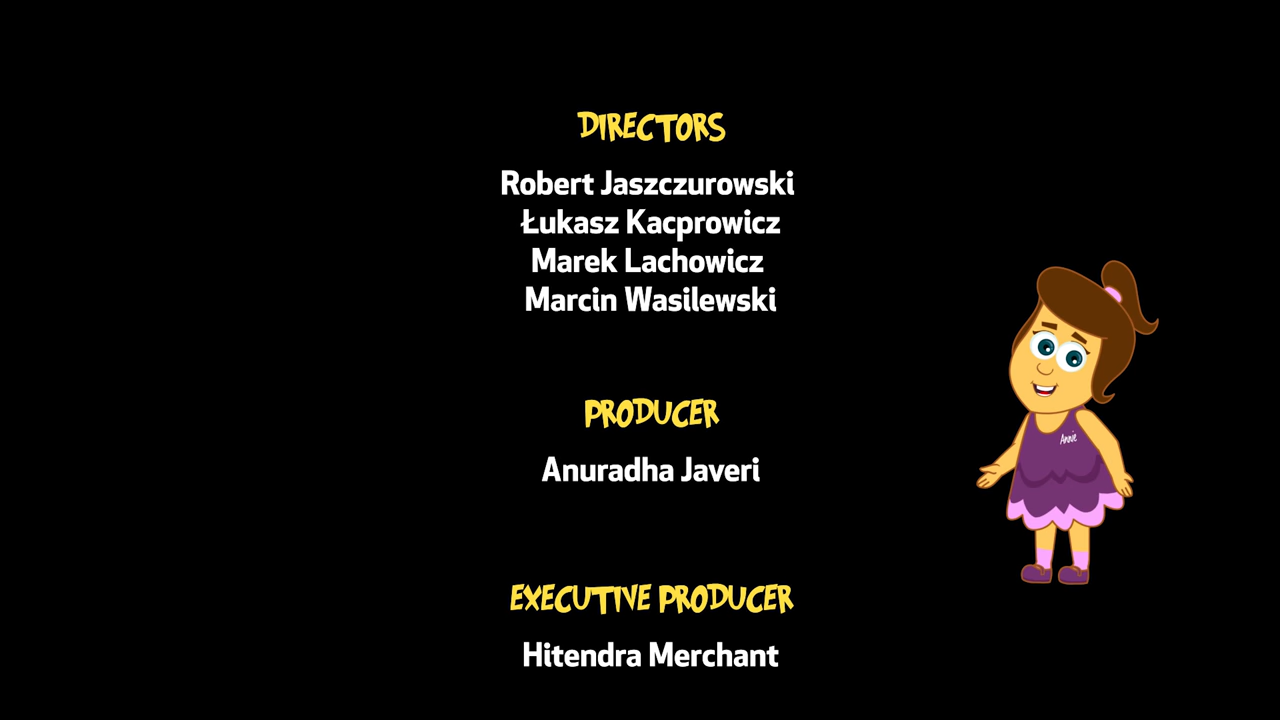 DIRECTORS
Robert Jaszczurowski
Łukasz Kacprowicz
Marek Lachowicz
Marcin Wasilewski
PRODUCER
Anuradha Javeri
Annie
EXECUTIVE PRODUCER
Hitendra Merchant